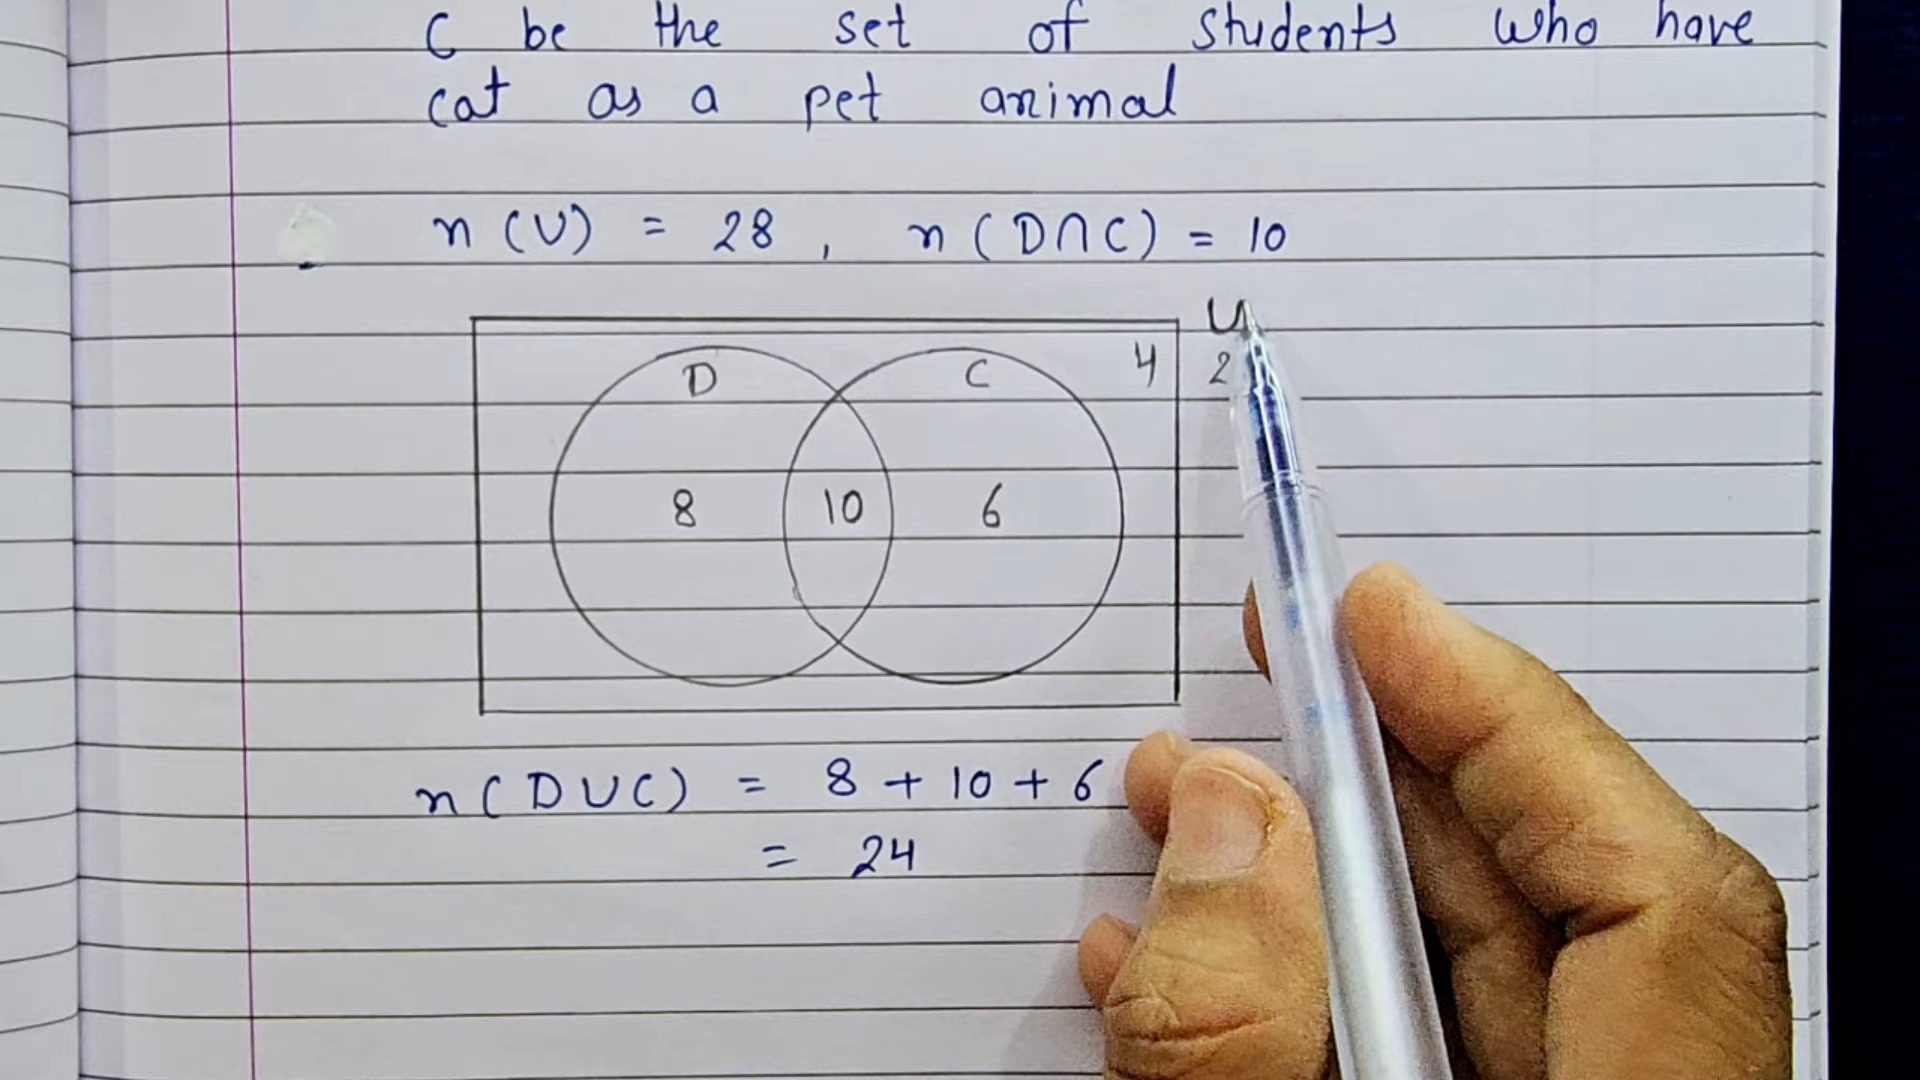 C be the set of students who have
cat as a pet animal
n (U) = 28 , n (D∩C) = 10
U
D C 4 2
8 10 6
n (D∪C) = 8 + 10 + 6
= 24